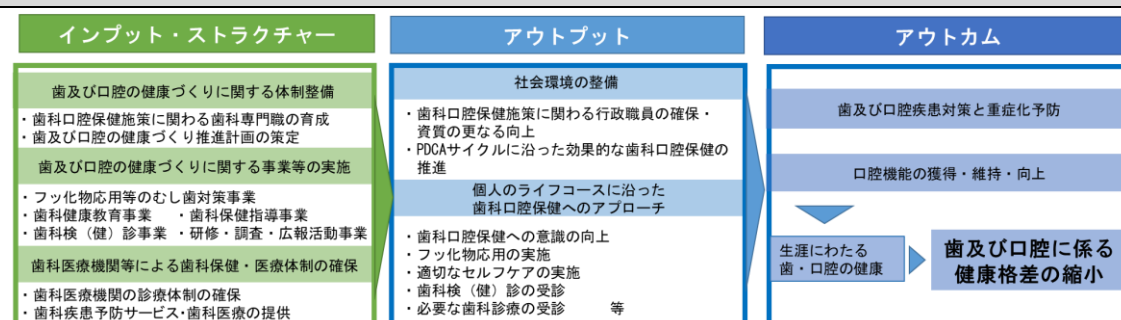 インプット・ストラクチャー
歯及び口腔の健康づくりに関する体制整備
・歯科口腔保健施策に関わる歯科専門職の育成
・歯及び口腔の健康づくり推進計画の策定
歯及び口腔の健康づくりに関する事業等の実施
・フッ化物応用等のむし歯対策事業
・歯科健康教育事業 ・歯科保健指導事業
・歯科検（健）診事業 ・研修・調査・広報活動事業
歯科医療機関等による歯科保健・医療体制の確保
・歯科医療機関の診療体制の確保
・歯科疾患予防サービス・歯科医療の提供
アウトプット
社会環境の整備
・歯科口腔保健施策に関わる行政職員の確保・
資質の更なる向上
・PDCAサイクルに沿った効果的な歯科口腔保健の
推進
個人のライフコースに沿った
歯科口腔保健へのアプローチ
・歯科口腔保健への意識の向上
・フッ化物応用の実施
・適切なセルフケアの実施
・歯科検（健）診の受診
・必要な歯科診療の受診 等
アウトカム
歯及び口腔疾患対策と重症化予防
口腔機能の獲得・維持・向上
生涯にわたる
歯・口腔の健康
歯及び口腔に係る
健康格差の縮小